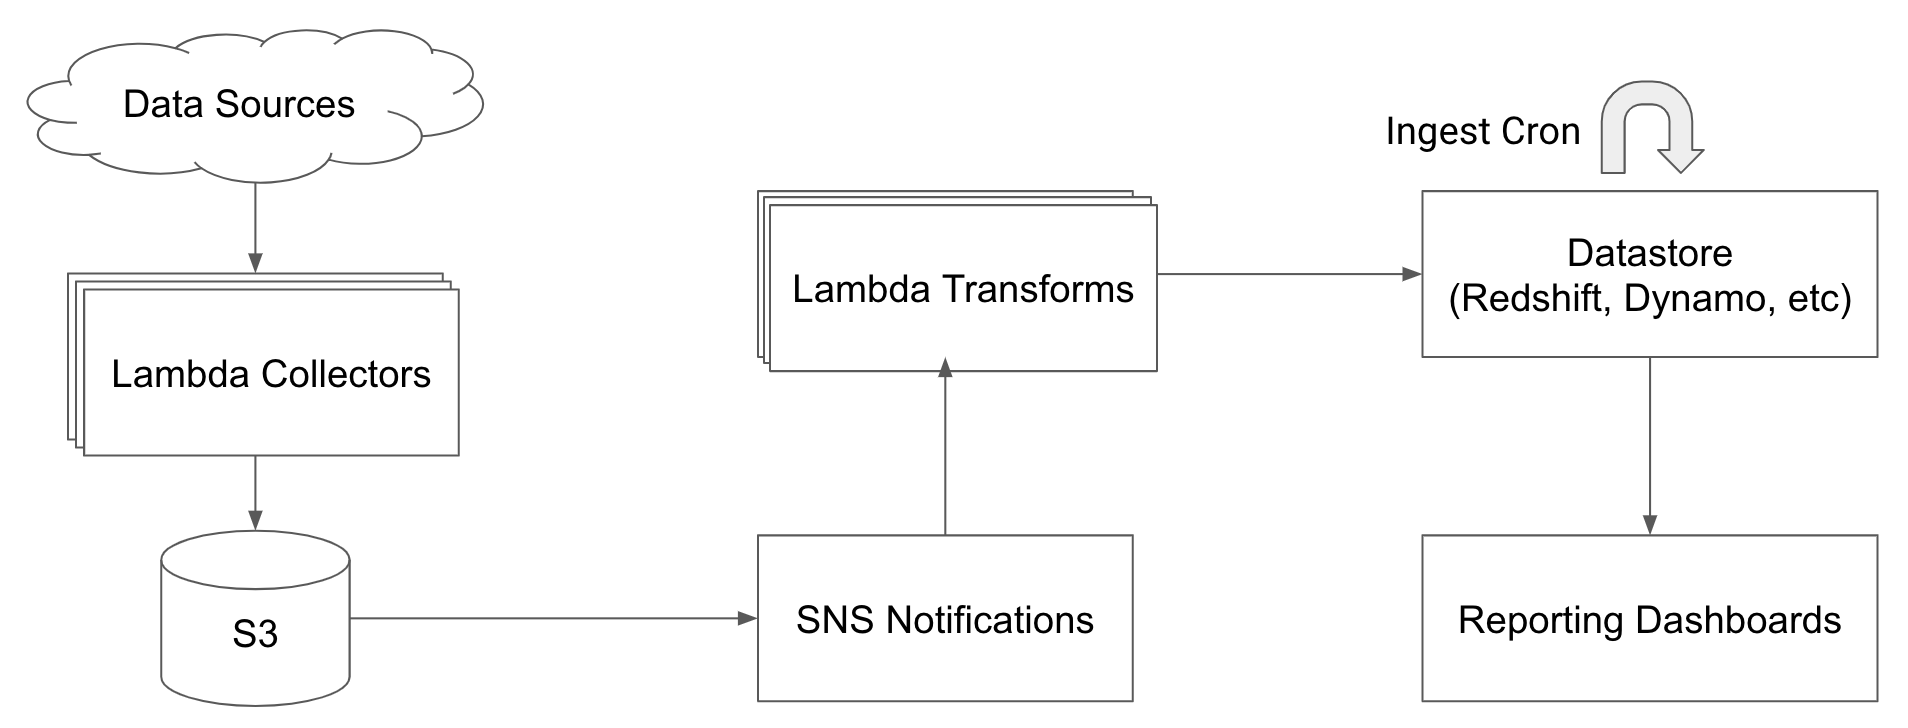 Data Sources
Lambda Collectors
S3
SNS Notifications
Lambda Transforms
Ingest Cron
Datastore
(Redshift, Dynamo, etc)
Reporting Dashboards